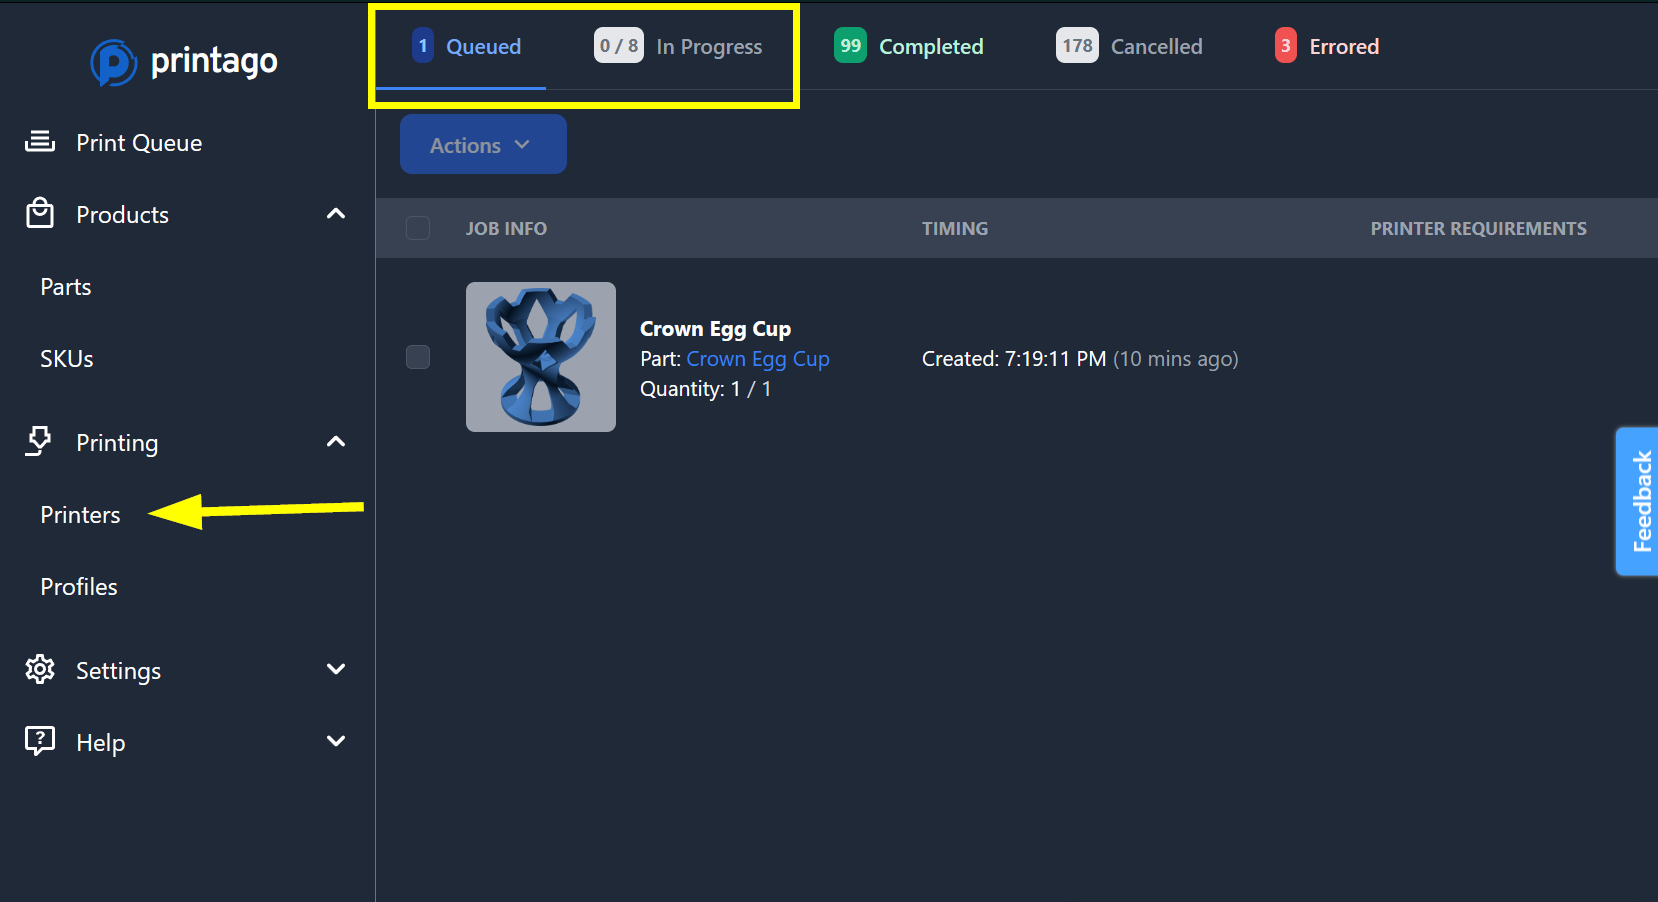 printago
Print Queue
Products
Parts
SKUs
Printing
Printers
Profiles
Settings
Help
1 Queued
0 / 8 In Progress
99 Completed
178 Cancelled
3 Errored
Actions
JOB INFO
TIMING
PRINTER REQUIREMENTS
Crown Egg Cup
Part: Crown Egg Cup
Quantity: 1 / 1
Created: 7:19:11 PM (10 mins ago)
Feedback